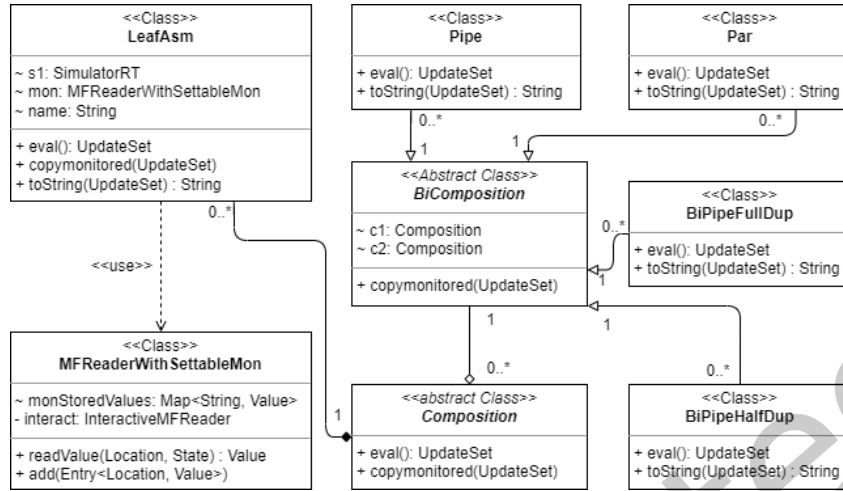 <<Class>>
LeafAsm
~ s1: SimulatorRT
~ mon: MFReaderWithSettableMon
~ name: String
+ eval(): UpdateSet
+ copymonitored(UpdateSet)
+ toString(UpdateSet) : String
<<Class>>
Pipe
+ eval(): UpdateSet
+ toString(UpdateSet) : String
<<Class>>
Par
+ eval(): UpdateSet
+ toString(UpdateSet) : String
0..*
0..*
1
1
<<Abstract Class>>
BiComposition
~ c1: Composition
~ c2: Composition
+ copymonitored(UpdateSet)
<<Class>>
BiPipeFullDup
+ eval(): UpdateSet
+ toString(UpdateSet) : String
0..*
0..*
1
<<use>>
1
1
<<Class>>
MFReaderWithSettableMon
~ monStoredValues: Map<String, Value>
- interact: InteractiveMFReader
+ readValue(Location, State) : Value
+ add(Entry<Location, Value>)
0..*
0..*
1
<<abstract Class>>
Composition
+ eval(): UpdateSet
+ copymonitored(UpdateSet)
<<Class>>
BiPipeHalfDup
+ eval(): UpdateSet
+ toString(UpdateSet) : String